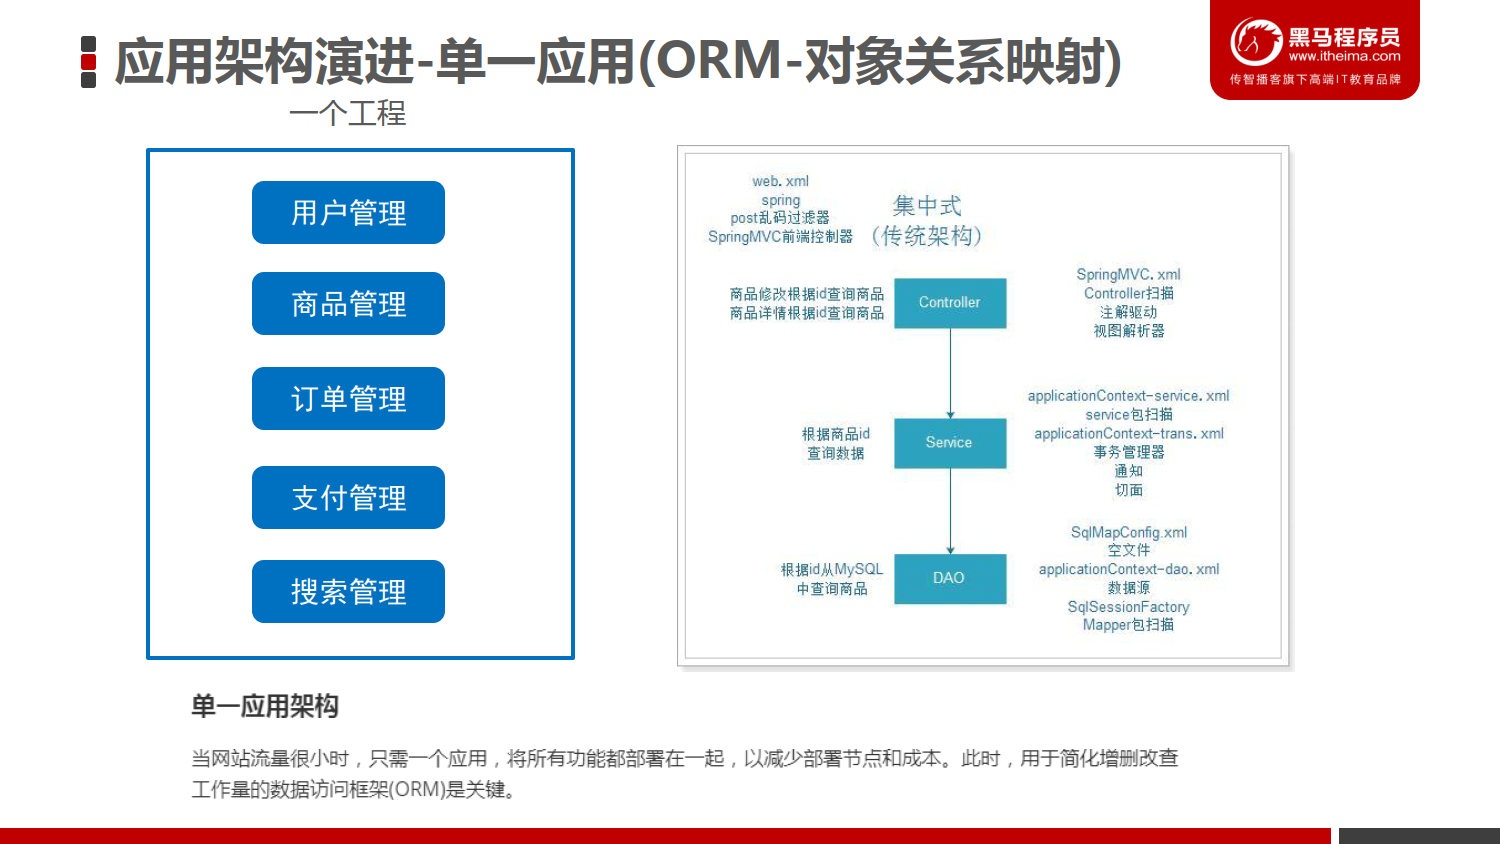 应用架构演进-单一应用(ORM-对象关系映射)
黑马程序员
www.itheima.com
传智播客旗下高端IT教育品牌
一个工程
用户管理
商品管理
订单管理
支付管理
搜索管理
web.xml
spring
post乱码过滤器
SpringMVC前端控制器
集中式
（传统架构）
商品修改根据id查询商品
商品详情根据id查询商品
Controller
SpringMVC.xml
Controller扫描
注解驱动
视图解析器
根据商品id
查询数据
Service
applicationContext-service.xml
service包扫描
applicationContext-trans.xml
事务管理器
通知
切面
根据id从MySQL
中查询商品
DAO
SqlMapConfig.xml
空文件
applicationContext-dao.xml
数据源
SqlSessionFactory
Mapper包扫描
单一应用架构
当网站流量很小时，只需一个应用，将所有功能都部署在一起，以减少部署节点和成本。此时，用于简化增删改查
工作量的数据访问框架(ORM)是关键。